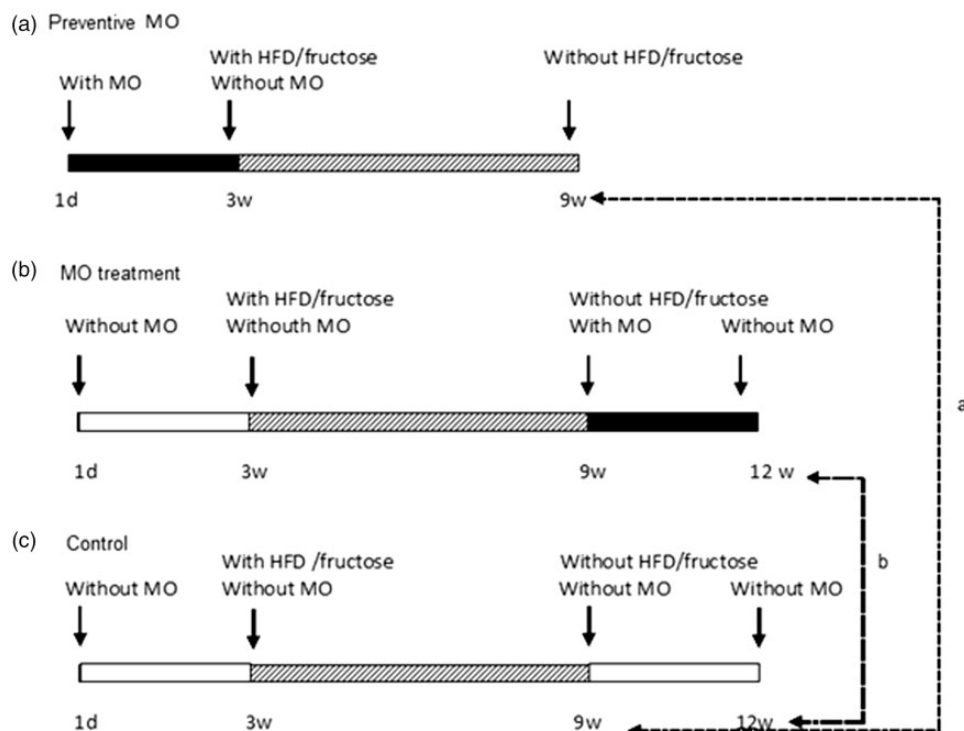 (a) Preventive MO
With HFD/fructose
Without HFD/fructose
With MO
Without MO
1d
3w
9w
(b) MO treatment
With HFD/fructose
Without HFD/fructose
Without MO
Withouth MO
With MO
Without MO
1d
3w
9w
12 w
a
(c) Control
With HFD /fructose
Without HFD/fructose
b
Without MO
Without MO
Without MO
Without MO
1d
3w
9w
12w